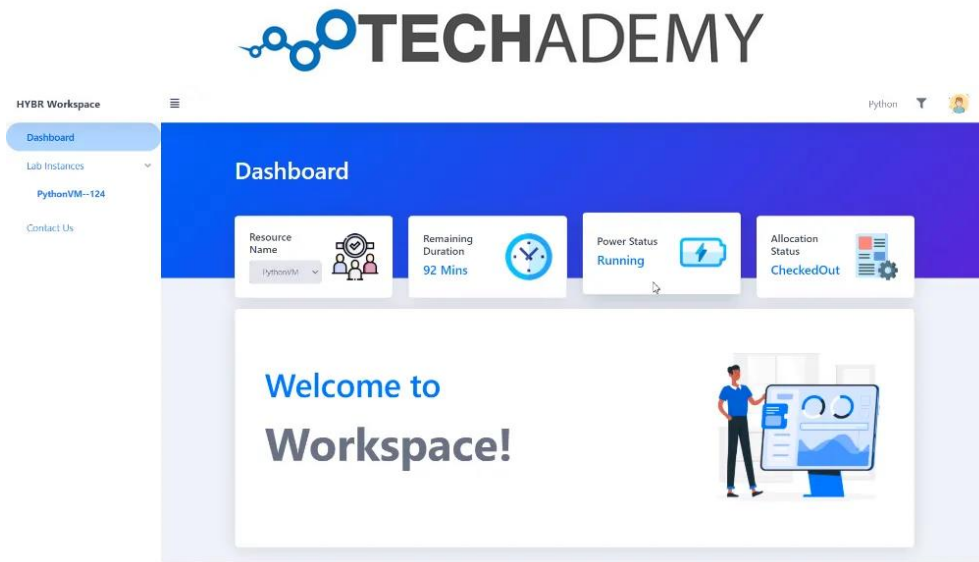 TECHADEMY
HYBR Workspace
Python
Dashboard
Lab Instances
PythonVM--124
Contact Us
Dashboard
Resource
Name
PythonVM
Remaining
Duration
92 Mins
Power Status
Running
Allocation
Status
CheckedOut
Welcome to
Workspace!